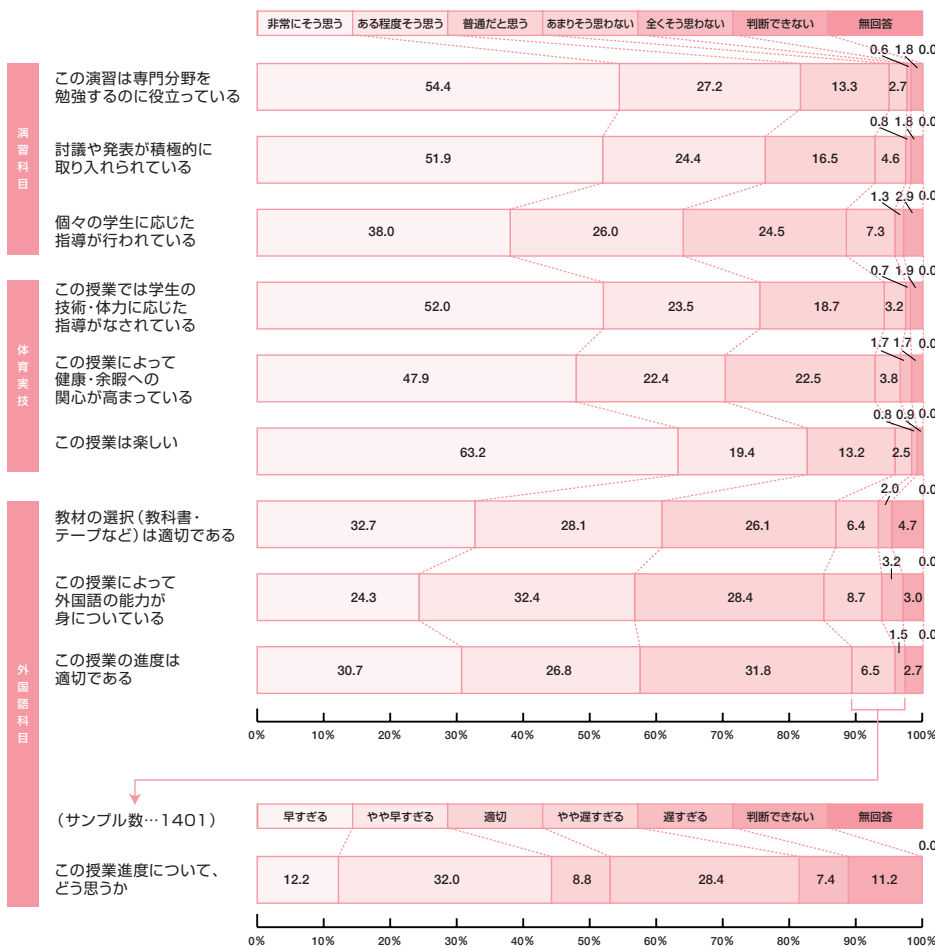 非常にそう思う ある程度そう思う 普通だと思う あまりそう思わない 全くそう思わない 判断できない 無回答
演習科目
この演習は専門分野を
勉強するのに役立っている
54.4 27.2 13.3 2.7 0.6 1.8 0.0
討議や発表が積極的に
取り入れられている
51.9 24.4 16.5 4.6 0.8 1.8 0.0
個々の学生に応じた
指導が行われている
38.0 26.0 24.5 7.3 1.3 2.9 0.0
体育実技
この授業では学生の
技術・体力に応じた
指導がなされている
52.0 23.5 18.7 3.2 0.7 1.9 0.0
この授業によって
健康・余暇への
関心が高まっている
47.9 22.4 22.5 3.8 1.7 1.7 0.0
この授業は楽しい
63.2 19.4 13.2 2.5 0.8 0.9 0.0
外国語科目
教材の選択(教科書・
テープなど)は適切である
32.7 28.1 26.1 6.4 2.0 4.7 0.0
この授業によって
外国語の能力が
身についている
24.3 32.4 28.4 8.7 3.2 3.0 0.0
この授業の進度は
適切である
30.7 26.8 31.8 6.5 1.5 2.7 0.0
0% 10% 20% 30% 40% 50% 60% 70% 80% 90% 100%
(サンプル数…1401)
早すぎる やや早すぎる 適切 やや遅すぎる 遅すぎる 判断できない 無回答
この授業進度について、
どう思うか
12.2 32.0 8.8 28.4 7.4 11.2 0.0
0% 10% 20% 30% 40% 50% 60% 70% 80% 90% 100%